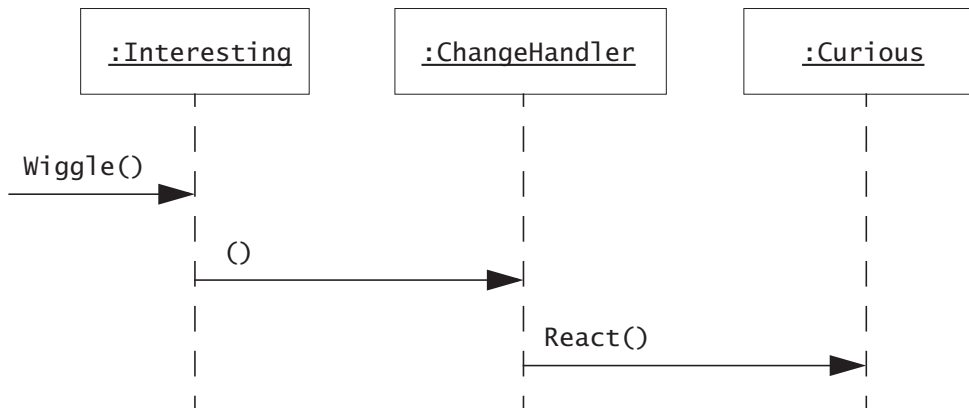 :Interesting
:ChangeHandler
:Curious
Wiggle()
()
React()